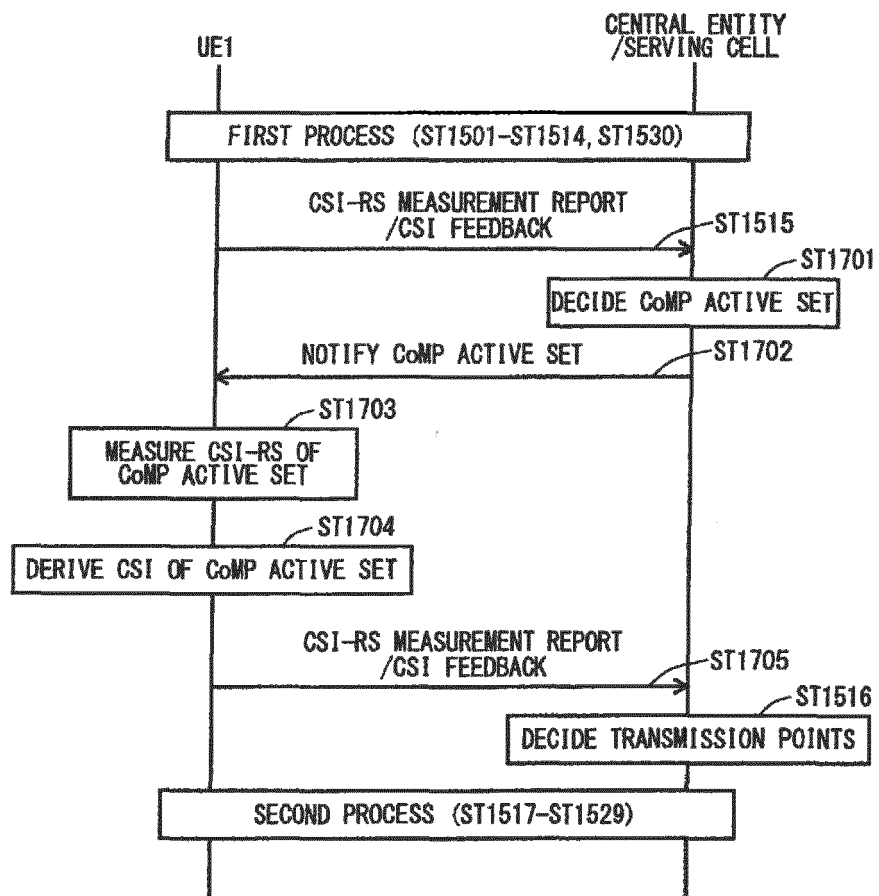 UE1
CENTRAL ENTITY
/SERVING CELL
FIRST PROCESS (ST1501-ST1514, ST1530)
CSI-RS MEASUREMENT REPORT
/CSI FEEDBACK
ST1515
ST1701
DECIDE CoMP ACTIVE SET
NOTIFY CoMP ACTIVE SET
ST1702
ST1703
MEASURE CSI-RS OF
CoMP ACTIVE SET
ST1704
DERIVE CSI OF CoMP ACTIVE SET
CSI-RS MEASUREMENT REPORT
/CSI FEEDBACK
ST1705
ST1516
DECIDE TRANSMISSION POINTS
SECOND PROCESS (ST1517-ST1529)